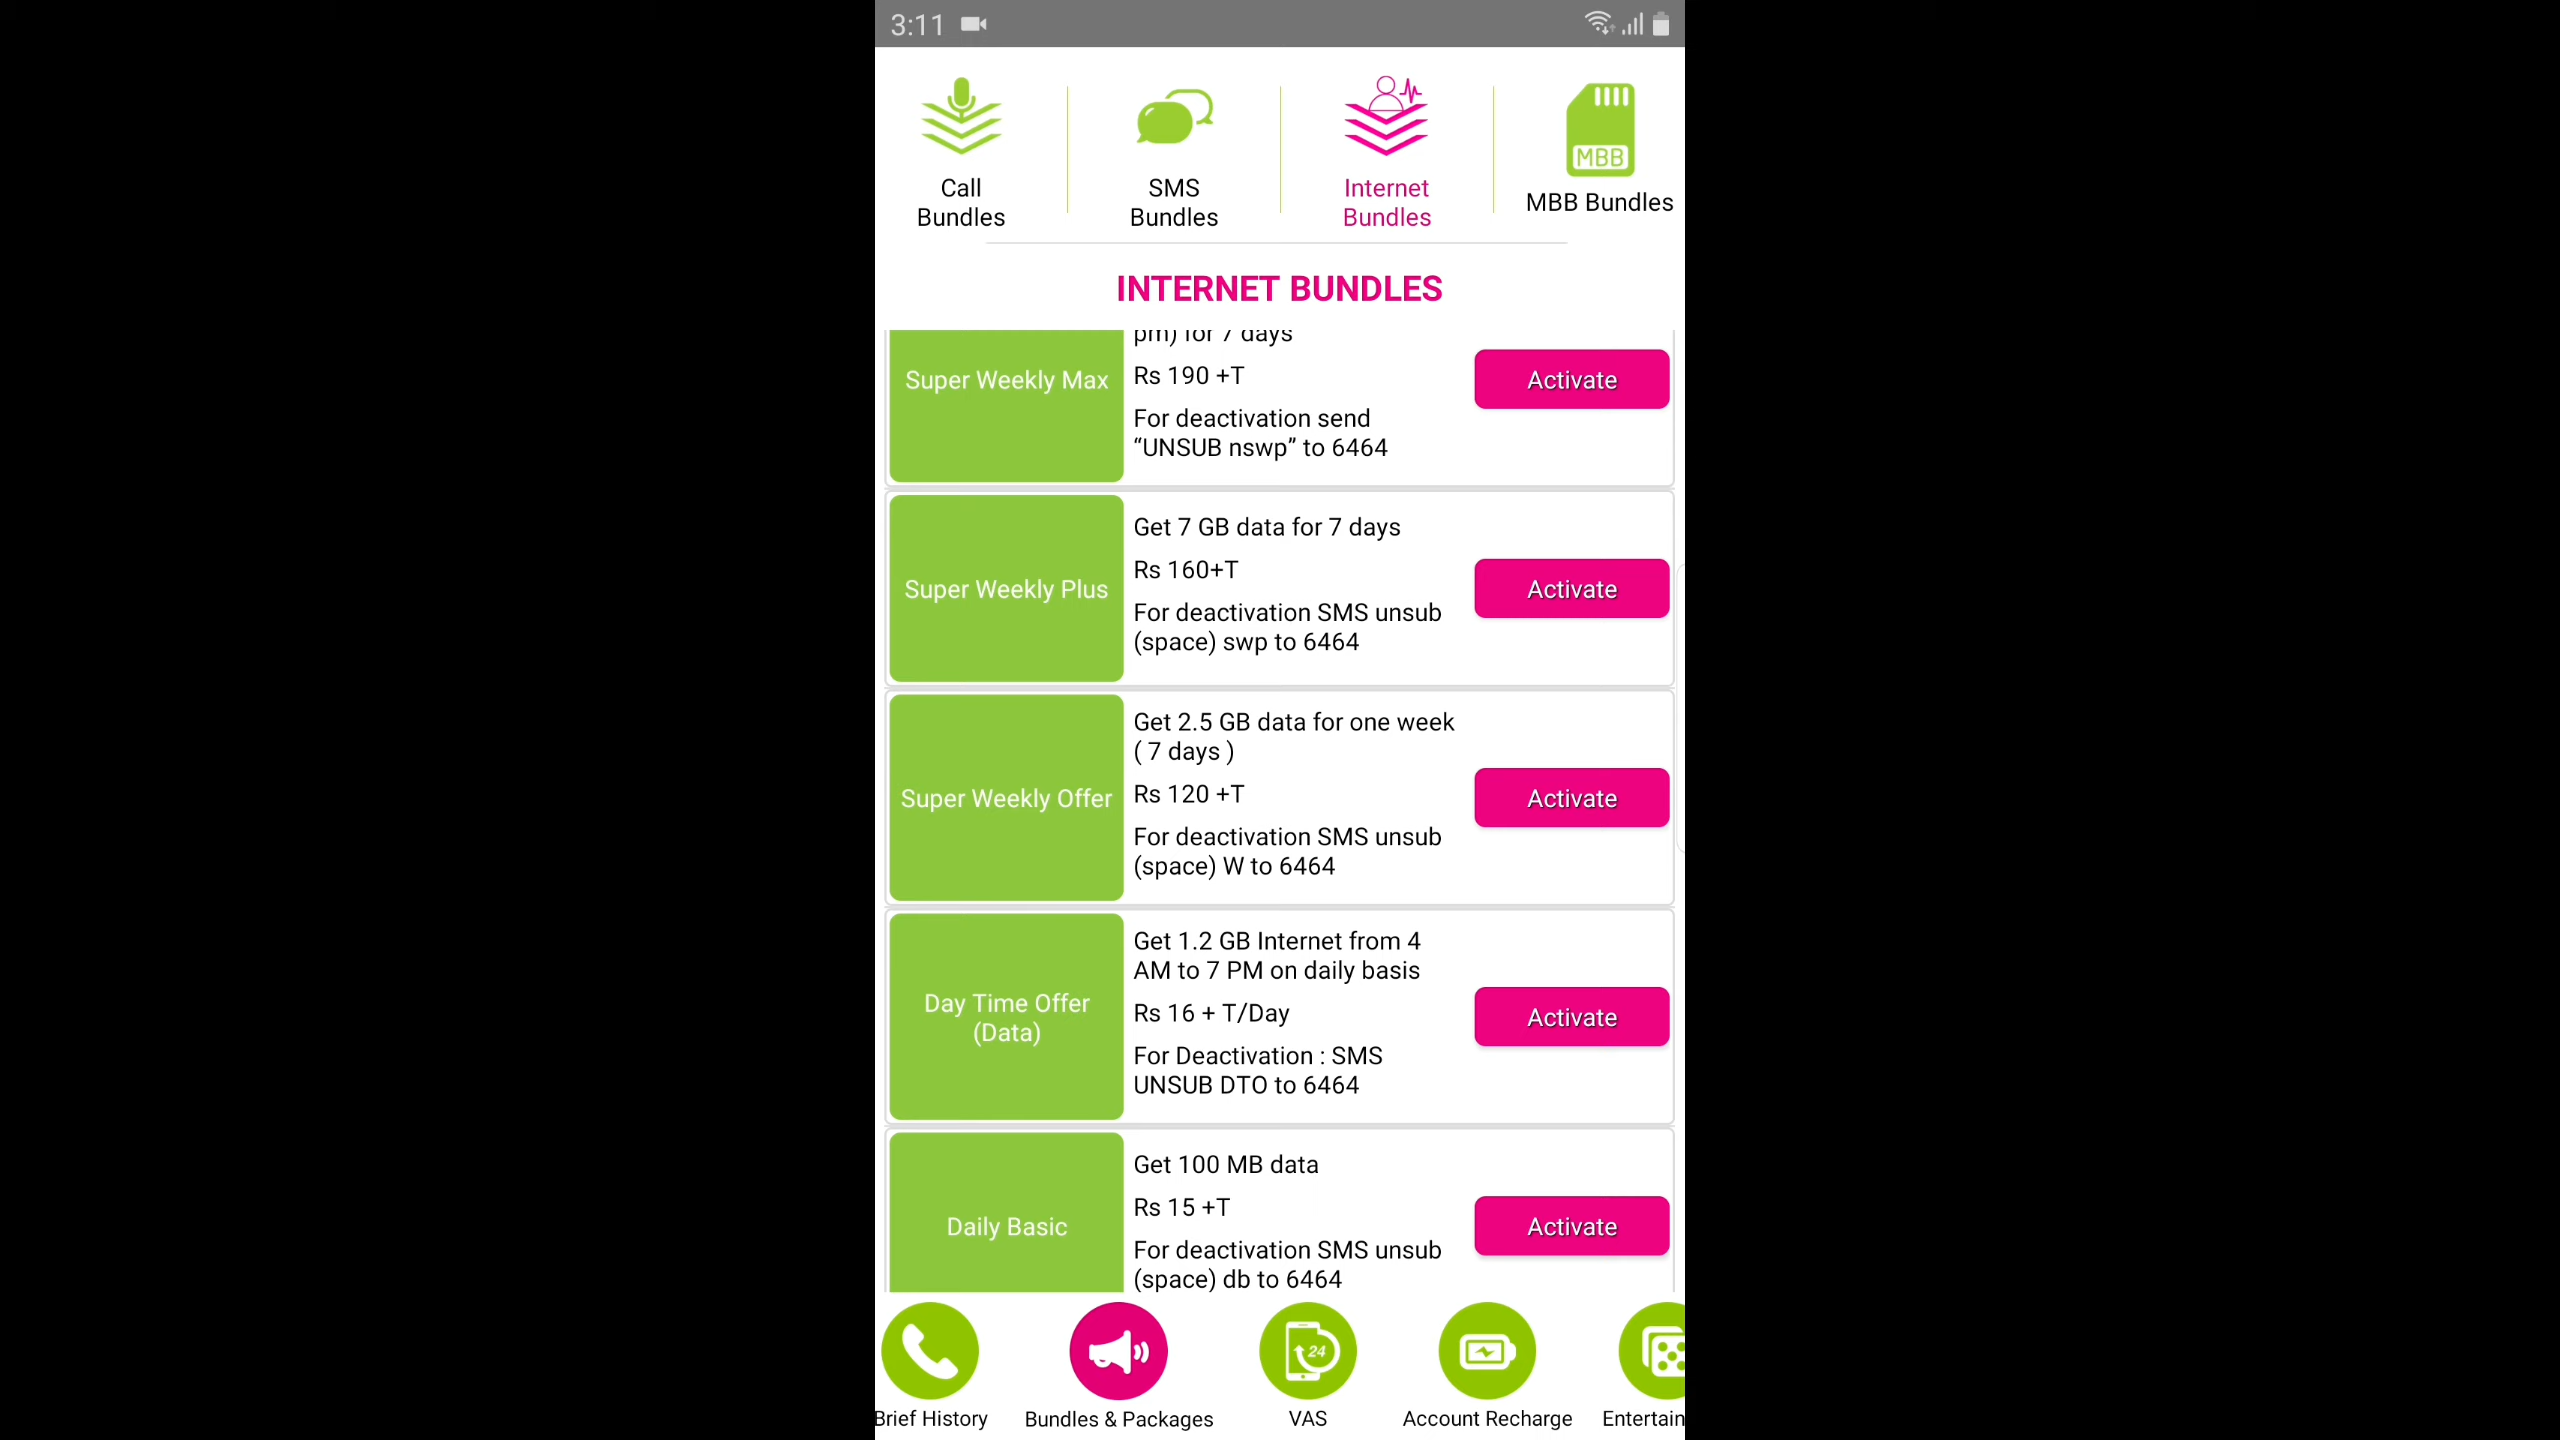 3:11
Call
Bundles
SMS
Bundles
Internet
Bundles
MBB
MBB Bundles
INTERNET BUNDLES
Super Weekly Max
pm) for 7 days
Rs 190 +T
For deactivation send
“UNSUB nswp” to 6464
Activate
Super Weekly Plus
Get 7 GB data for 7 days
Rs 160+T
For deactivation SMS unsub
(space) swp to 6464
Activate
Super Weekly Offer
Get 2.5 GB data for one week
( 7 days )
Rs 120 +T
For deactivation SMS unsub
(space) W to 6464
Activate
Day Time Offer
(Data)
Get 1.2 GB Internet from 4
AM to 7 PM on daily basis
Rs 16 + T/Day
For Deactivation : SMS
UNSUB DTO to 6464
Activate
Daily Basic
Get 100 MB data
Rs 15 +T
For deactivation SMS unsub
(space) db to 6464
Activate
24
Brief History
Bundles & Packages
VAS
Account Recharge
Entertain